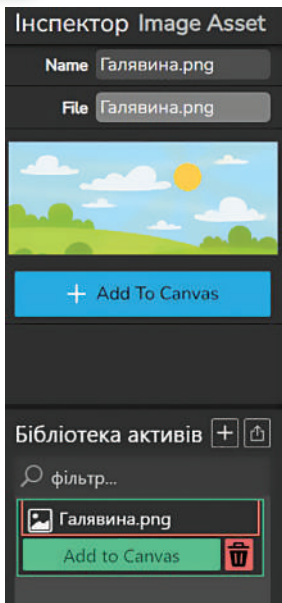 Інспектор Image Asset
Name Галявина.png
File Галявина.png
+ Add To Canvas
Бібліотека активів +
фільтр...
Галявина.png
Add to Canvas